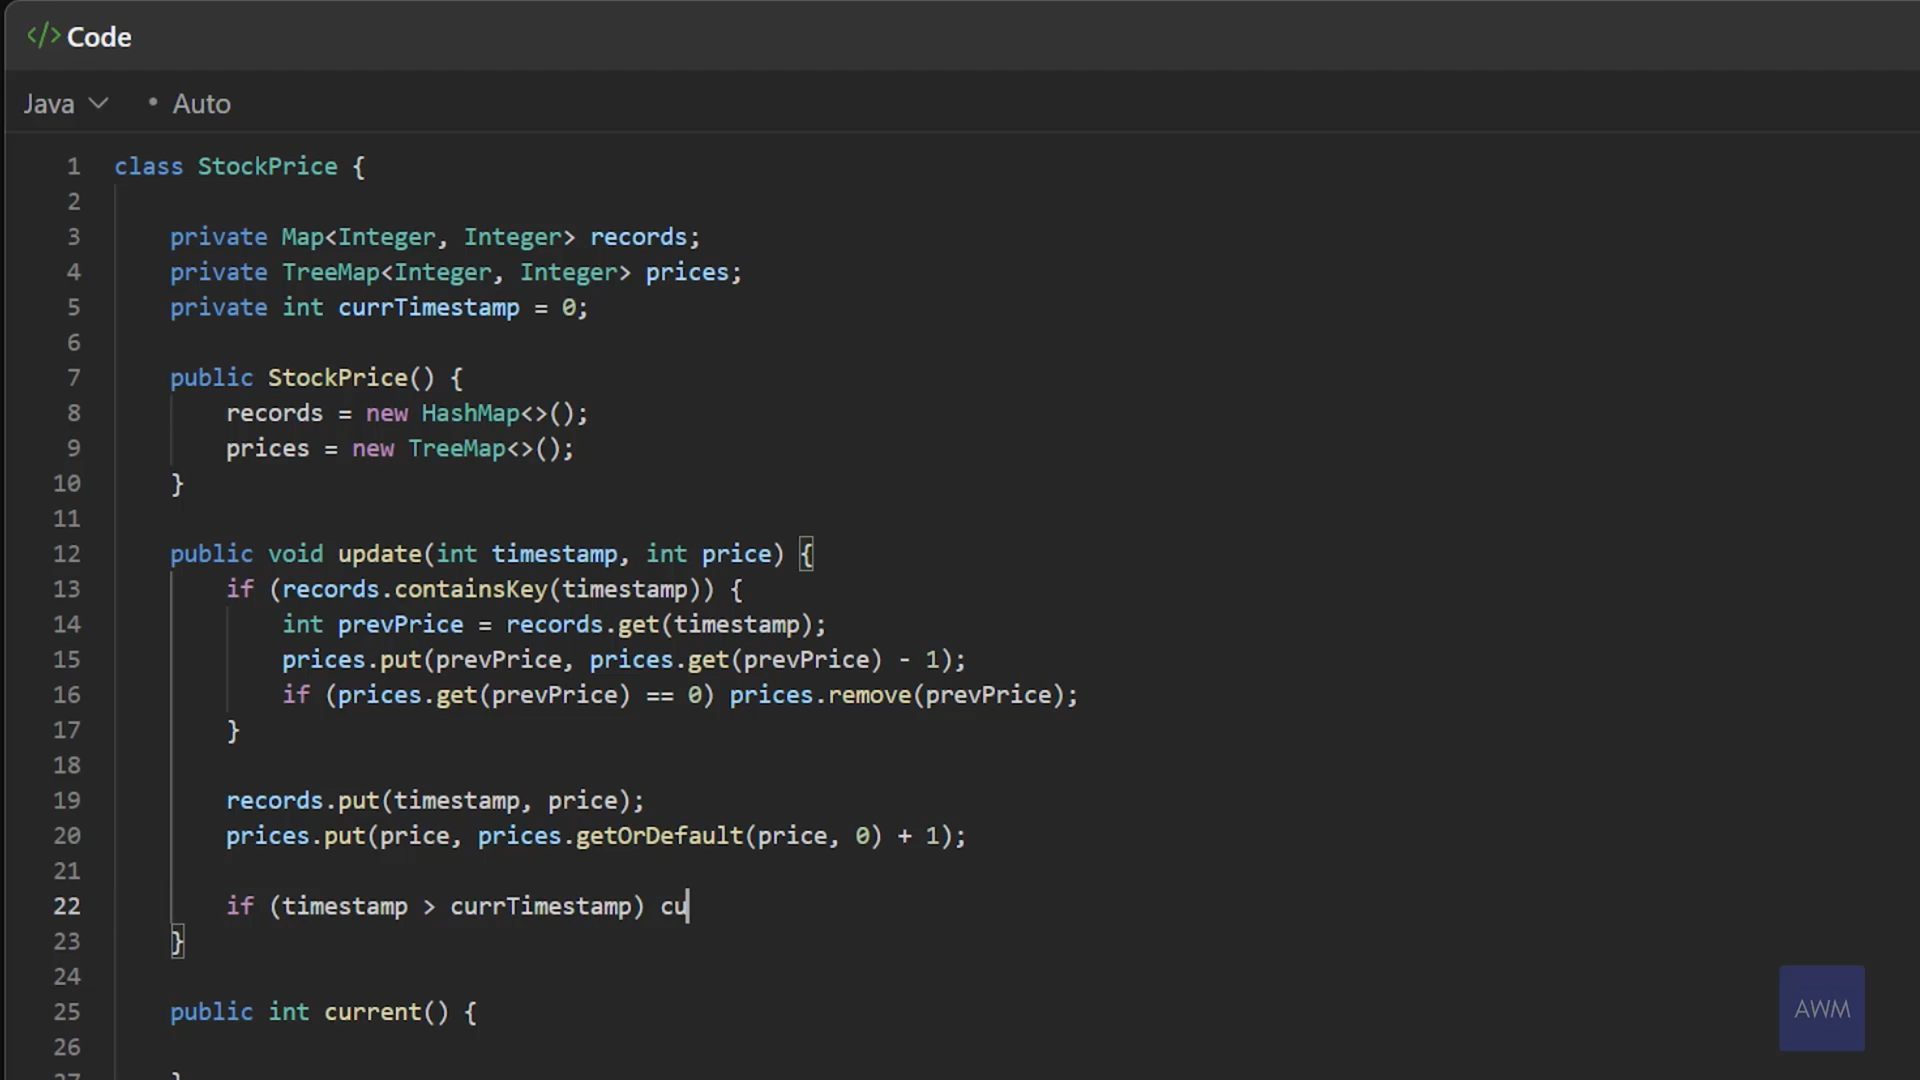 </> Code
Java • Auto
1 class StockPrice {
2
3 private Map<Integer, Integer> records;
4 private TreeMap<Integer, Integer> prices;
5 private int currTimestamp = 0;
6
7 public StockPrice() {
8 records = new HashMap<>();
9 prices = new TreeMap<>();
10 }
11
12 public void update(int timestamp, int price) {
13 if (records.containsKey(timestamp)) {
14 int prevPrice = records.get(timestamp);
15 prices.put(prevPrice, prices.get(prevPrice) - 1);
16 if (prices.get(prevPrice) == 0) prices.remove(prevPrice);
17 }
18
19 records.put(timestamp, price);
20 prices.put(price, prices.getOrDefault(price, 0) + 1);
21
22 if (timestamp > currTimestamp) cu
23 }
24
25 public int current() {
26
27 }
AWM